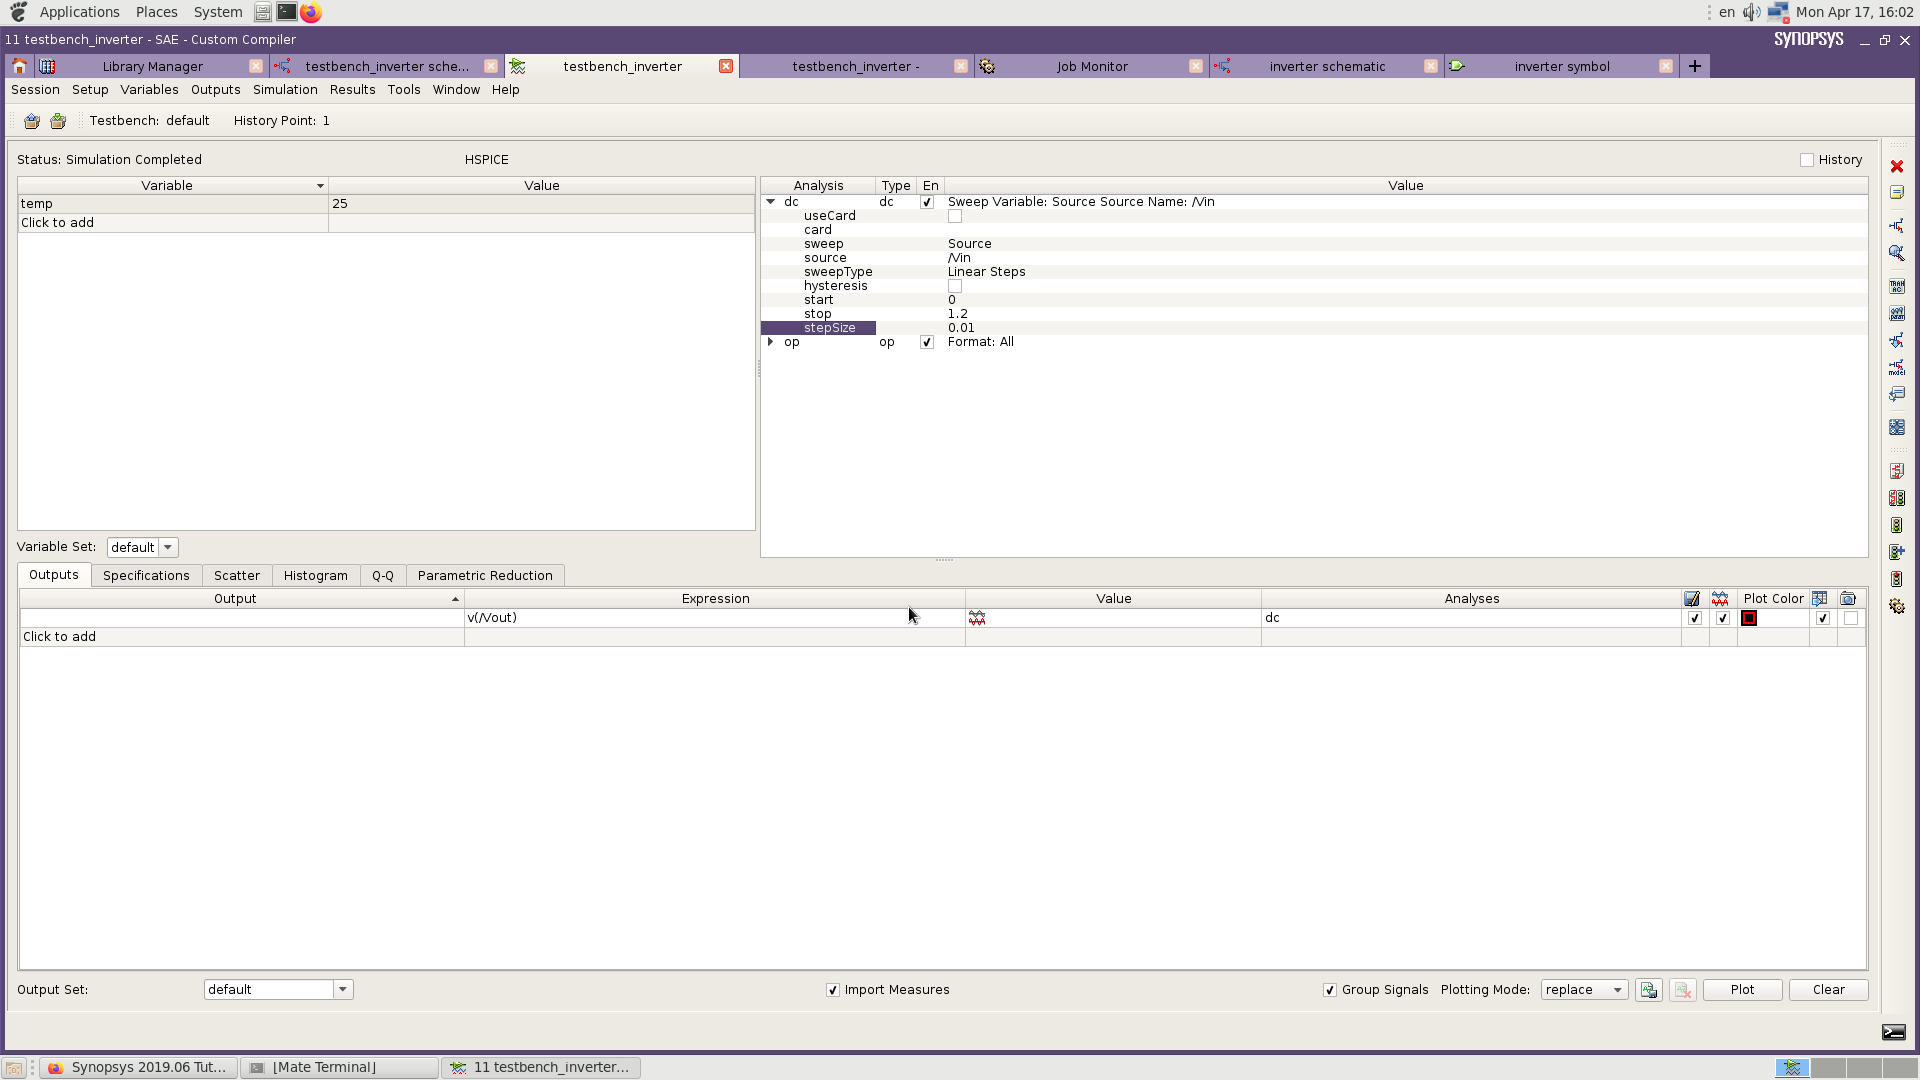 Applications Places System en Mon Apr 17, 16:02
11 testbench_inverter - SAE - Custom Compiler SYNOPSYS
Library Manager testbench_inverter sche... testbench_inverter testbench_inverter - Job Monitor inverter schematic inverter symbol
Session Setup Variables Outputs Simulation Results Tools Window Help
Testbench: default History Point: 1
Status: Simulation Completed HSPICE History
Variable Value
temp 25
Click to add
Analysis Type En Value
dc dc Sweep Variable: Source Source Name: /Vin
useCard
card
sweep Source
source /Vin
sweepType Linear Steps
hysteresis
start 0
stop 1.2
stepSize 0.01
op op Format: All
Variable Set: default
Outputs Specifications Scatter Histogram Q-Q Parametric Reduction
Output Expression Value Analyses Plot Color
v(/Vout) dc
Click to add
Output Set: default Import Measures Group Signals Plotting Mode: replace Plot Clear
Synopsys 2019.06 Tut... [Mate Terminal] 11 testbench_inverter...